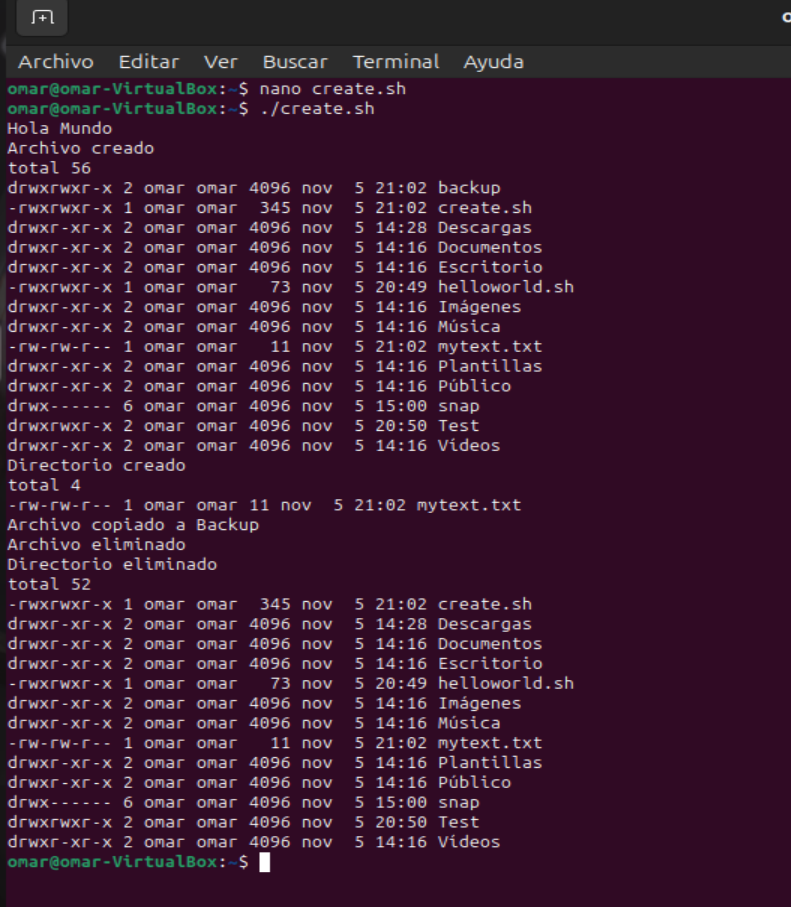 Archivo Editar Ver Buscar Terminal Ayuda
omar@omar-VirtualBox:~$ nano create.sh
omar@omar-VirtualBox:~$ ./create.sh
Hola Mundo
Archivo creado
total 56
drwxrwxr-x 2 omar omar 4096 nov  5 21:02 backup
-rwxrwxr-x 1 omar omar  345 nov  5 21:02 create.sh
drwxr-xr-x 2 omar omar 4096 nov  5 14:28 Descargas
drwxr-xr-x 2 omar omar 4096 nov  5 14:16 Documentos
drwxr-xr-x 2 omar omar 4096 nov  5 14:16 Escritorio
-rwxrwxr-x 1 omar omar   73 nov  5 20:49 helloworld.sh
drwxr-xr-x 2 omar omar 4096 nov  5 14:16 Imágenes
drwxr-xr-x 2 omar omar 4096 nov  5 14:16 Música
-rw-rw-r-- 1 omar omar   11 nov  5 21:02 mytext.txt
drwxr-xr-x 2 omar omar 4096 nov  5 14:16 Plantillas
drwxr-xr-x 2 omar omar 4096 nov  5 14:16 Público
drwx------ 6 omar omar 4096 nov  5 15:00 snap
drwxrwxr-x 2 omar omar 4096 nov  5 20:50 Test
drwxr-xr-x 2 omar omar 4096 nov  5 14:16 Vídeos
Directorio creado
total 4
-rw-rw-r-- 1 omar omar 11 nov  5 21:02 mytext.txt
Archivo copiado a Backup
Archivo eliminado
Directorio eliminado
total 52
-rwxrwxr-x 1 omar omar  345 nov  5 21:02 create.sh
drwxr-xr-x 2 omar omar 4096 nov  5 14:28 Descargas
drwxr-xr-x 2 omar omar 4096 nov  5 14:16 Documentos
drwxr-xr-x 2 omar omar 4096 nov  5 14:16 Escritorio
-rwxrwxr-x 1 omar omar   73 nov  5 20:49 helloworld.sh
drwxr-xr-x 2 omar omar 4096 nov  5 14:16 Imágenes
drwxr-xr-x 2 omar omar 4096 nov  5 14:16 Música
-rw-rw-r-- 1 omar omar   11 nov  5 21:02 mytext.txt
drwxr-xr-x 2 omar omar 4096 nov  5 14:16 Plantillas
drwxr-xr-x 2 omar omar 4096 nov  5 14:16 Público
drwx------ 6 omar omar 4096 nov  5 15:00 snap
drwxrwxr-x 2 omar omar 4096 nov  5 20:50 Test
drwxr-xr-x 2 omar omar 4096 nov  5 14:16 Vídeos
omar@omar-VirtualBox:~$